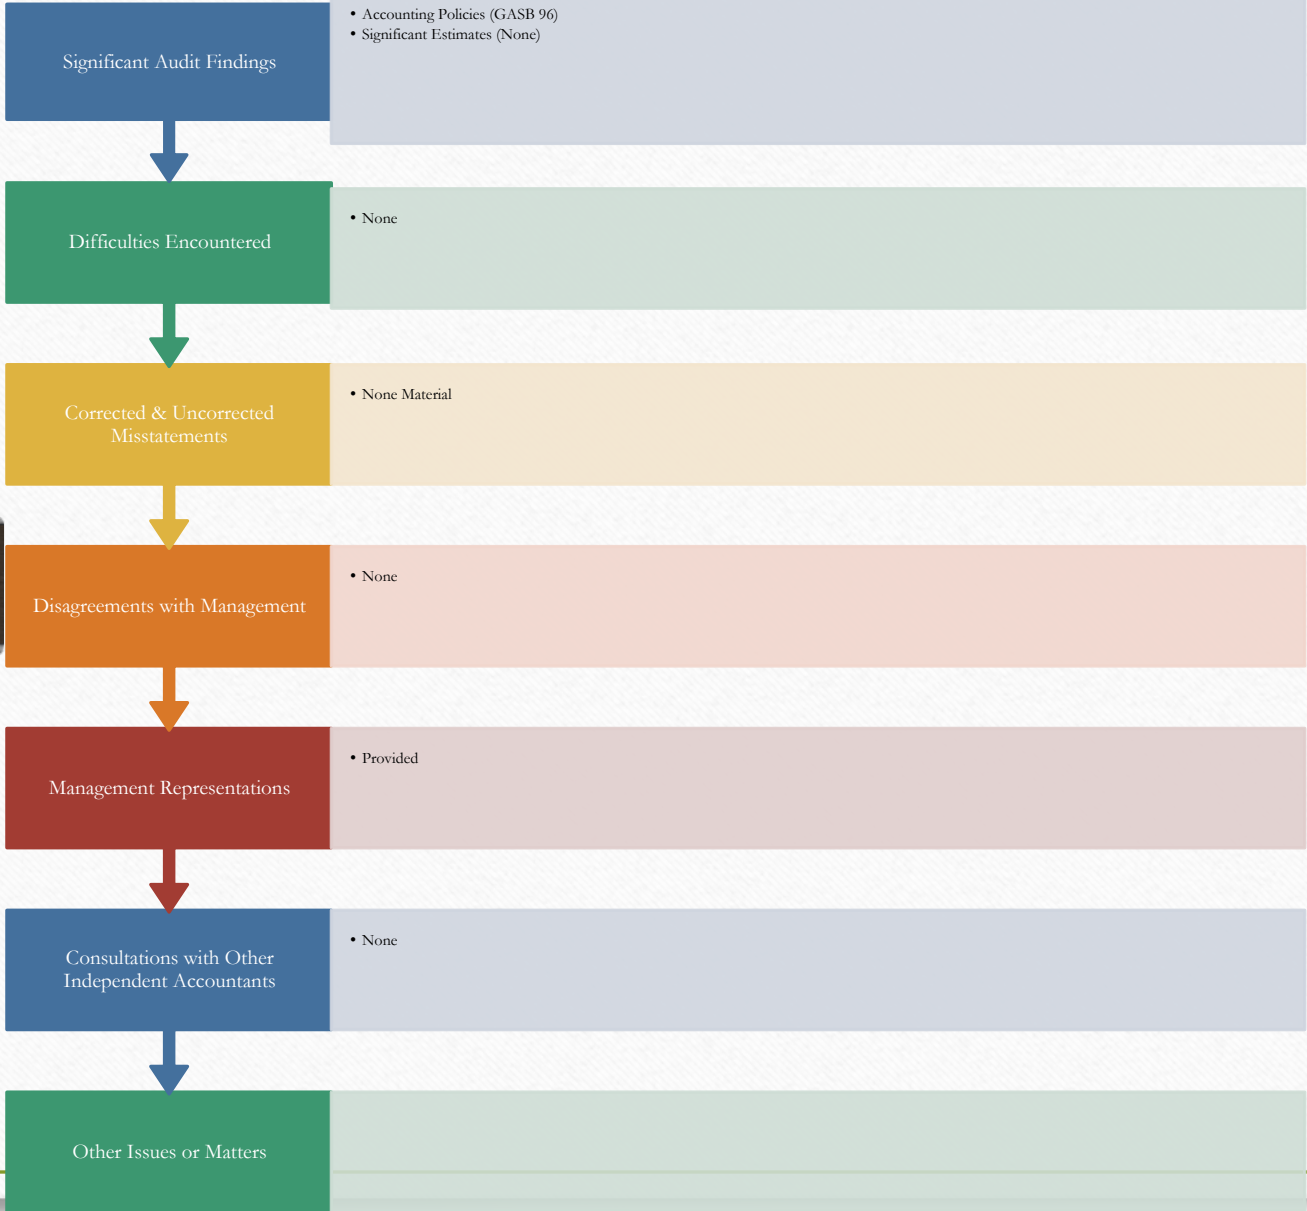 Significant Audit Findings
• Accounting Policies (GASB 96)
• Significant Estimates (None)
Difficulties Encountered
• None
Corrected & Uncorrected
Misstatements
• None Material
Disagreements with Management
• None
Management Representations
• Provided
Consultations with Other
Independent Accountants
• None
Other Issues or Matters